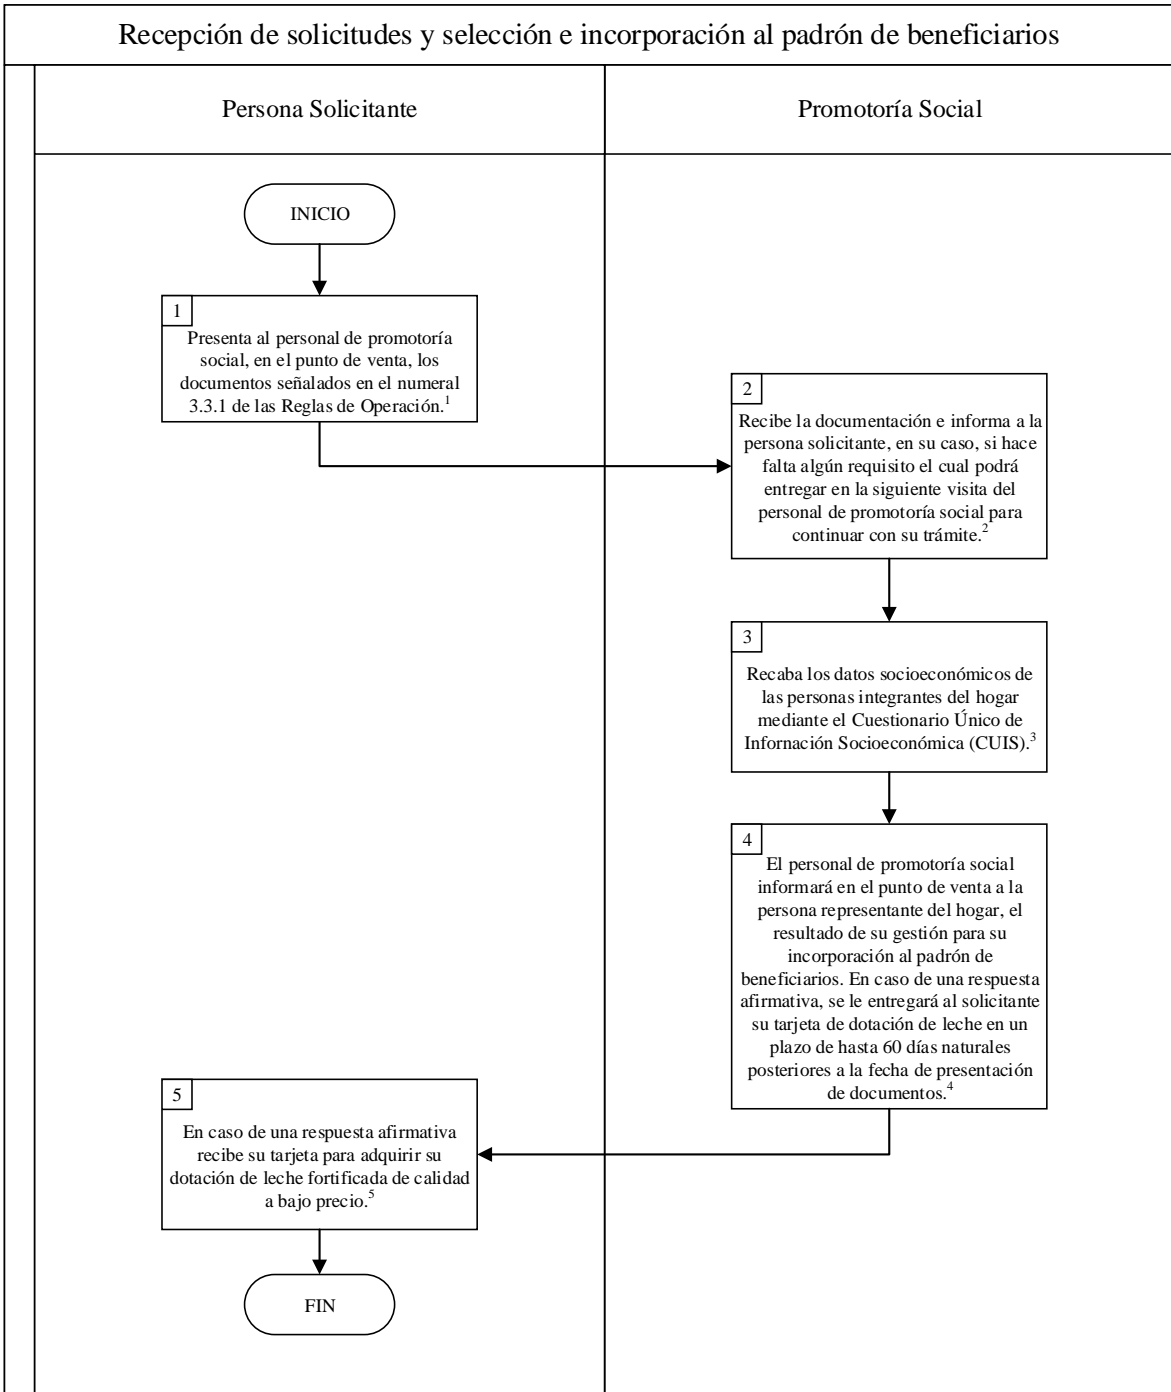 Recepción de solicitudes y selección e incorporación al padrón de beneficiarios
Persona Solicitante
Promotoría Social
INICIO
1
Presenta al personal de promotoría
social, en el punto de venta, los
documentos señalados en el numeral
3.3.1 de las Reglas de Operación.1
2
Recibe la documentación e informa a la
persona solicitante, en su caso, si hace
falta algún requisito el cual podrá
entregar en la siguiente visita del
personal de promotoría social para
continuar con su trámite.2
3
Recaba los datos socioeconómicos de
las personas integrantes del hogar
mediante el Cuestionario Único de
Infornación Socioeconómica (CUIS).3
4
El personal de promotoría social
informará en el punto de venta a la
persona representante del hogar, el
resultado de su gestión para su
incorporación al padrón de
beneficiarios. En caso de una respuesta
afirmativa, se le entregará al solicitante
su tarjeta de dotación de leche en un
plazo de hasta 60 días naturales
posteriores a la fecha de presentación
de documentos.4
5
En caso de una respuesta afirmativa
recibe su tarjeta para adquirir su
dotación de leche fortificada de calidad
a bajo precio.5
FIN